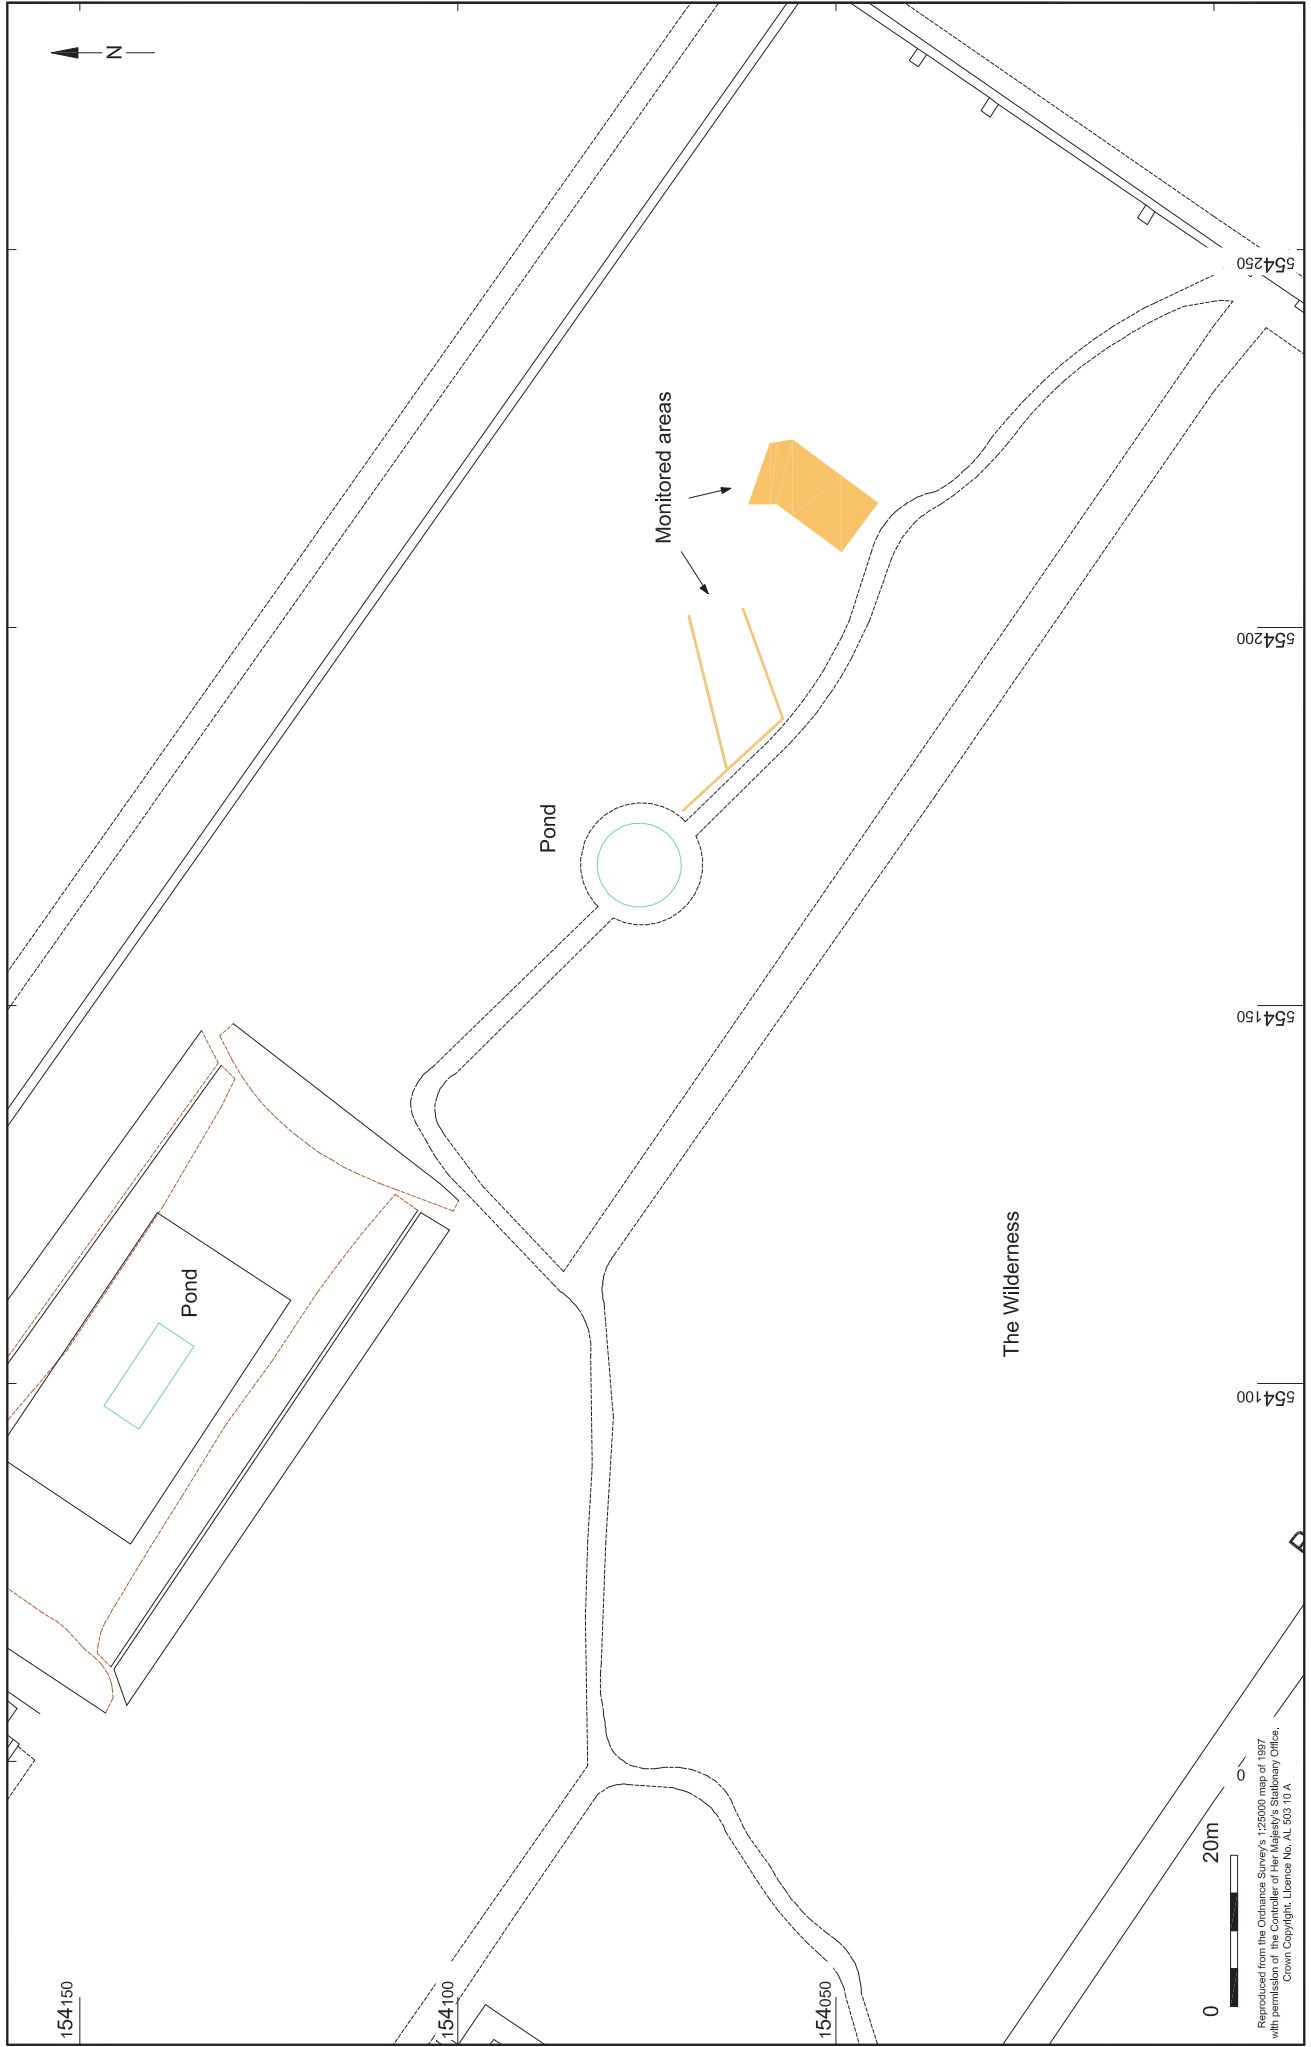 N
Monitored areas
Pond
Pond
The Wilderness
154150
154100
154050
554100
554150
554200
554250
0
20m
0
Reproduced from the Ordnance Survey's 1:25000 map of 1997
with permission of the Controller of Her Majesty's Stationary Office.
Crown Copyright. Licence No. AL 503 10 A